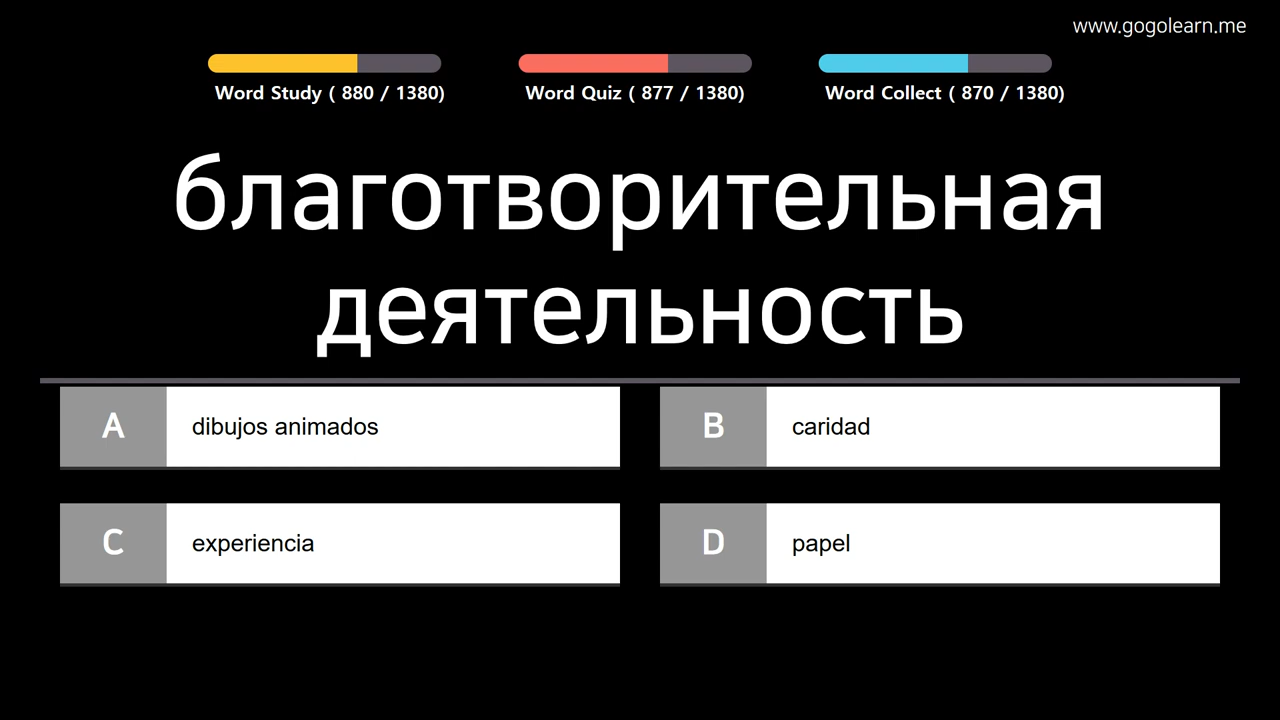 www.gogolearn.me
Word Study ( 880 / 1380)
Word Quiz ( 877 / 1380)
Word Collect ( 870 / 1380)
благотворительная
деятельность
A dibujos animados
B caridad
C experiencia
D papel